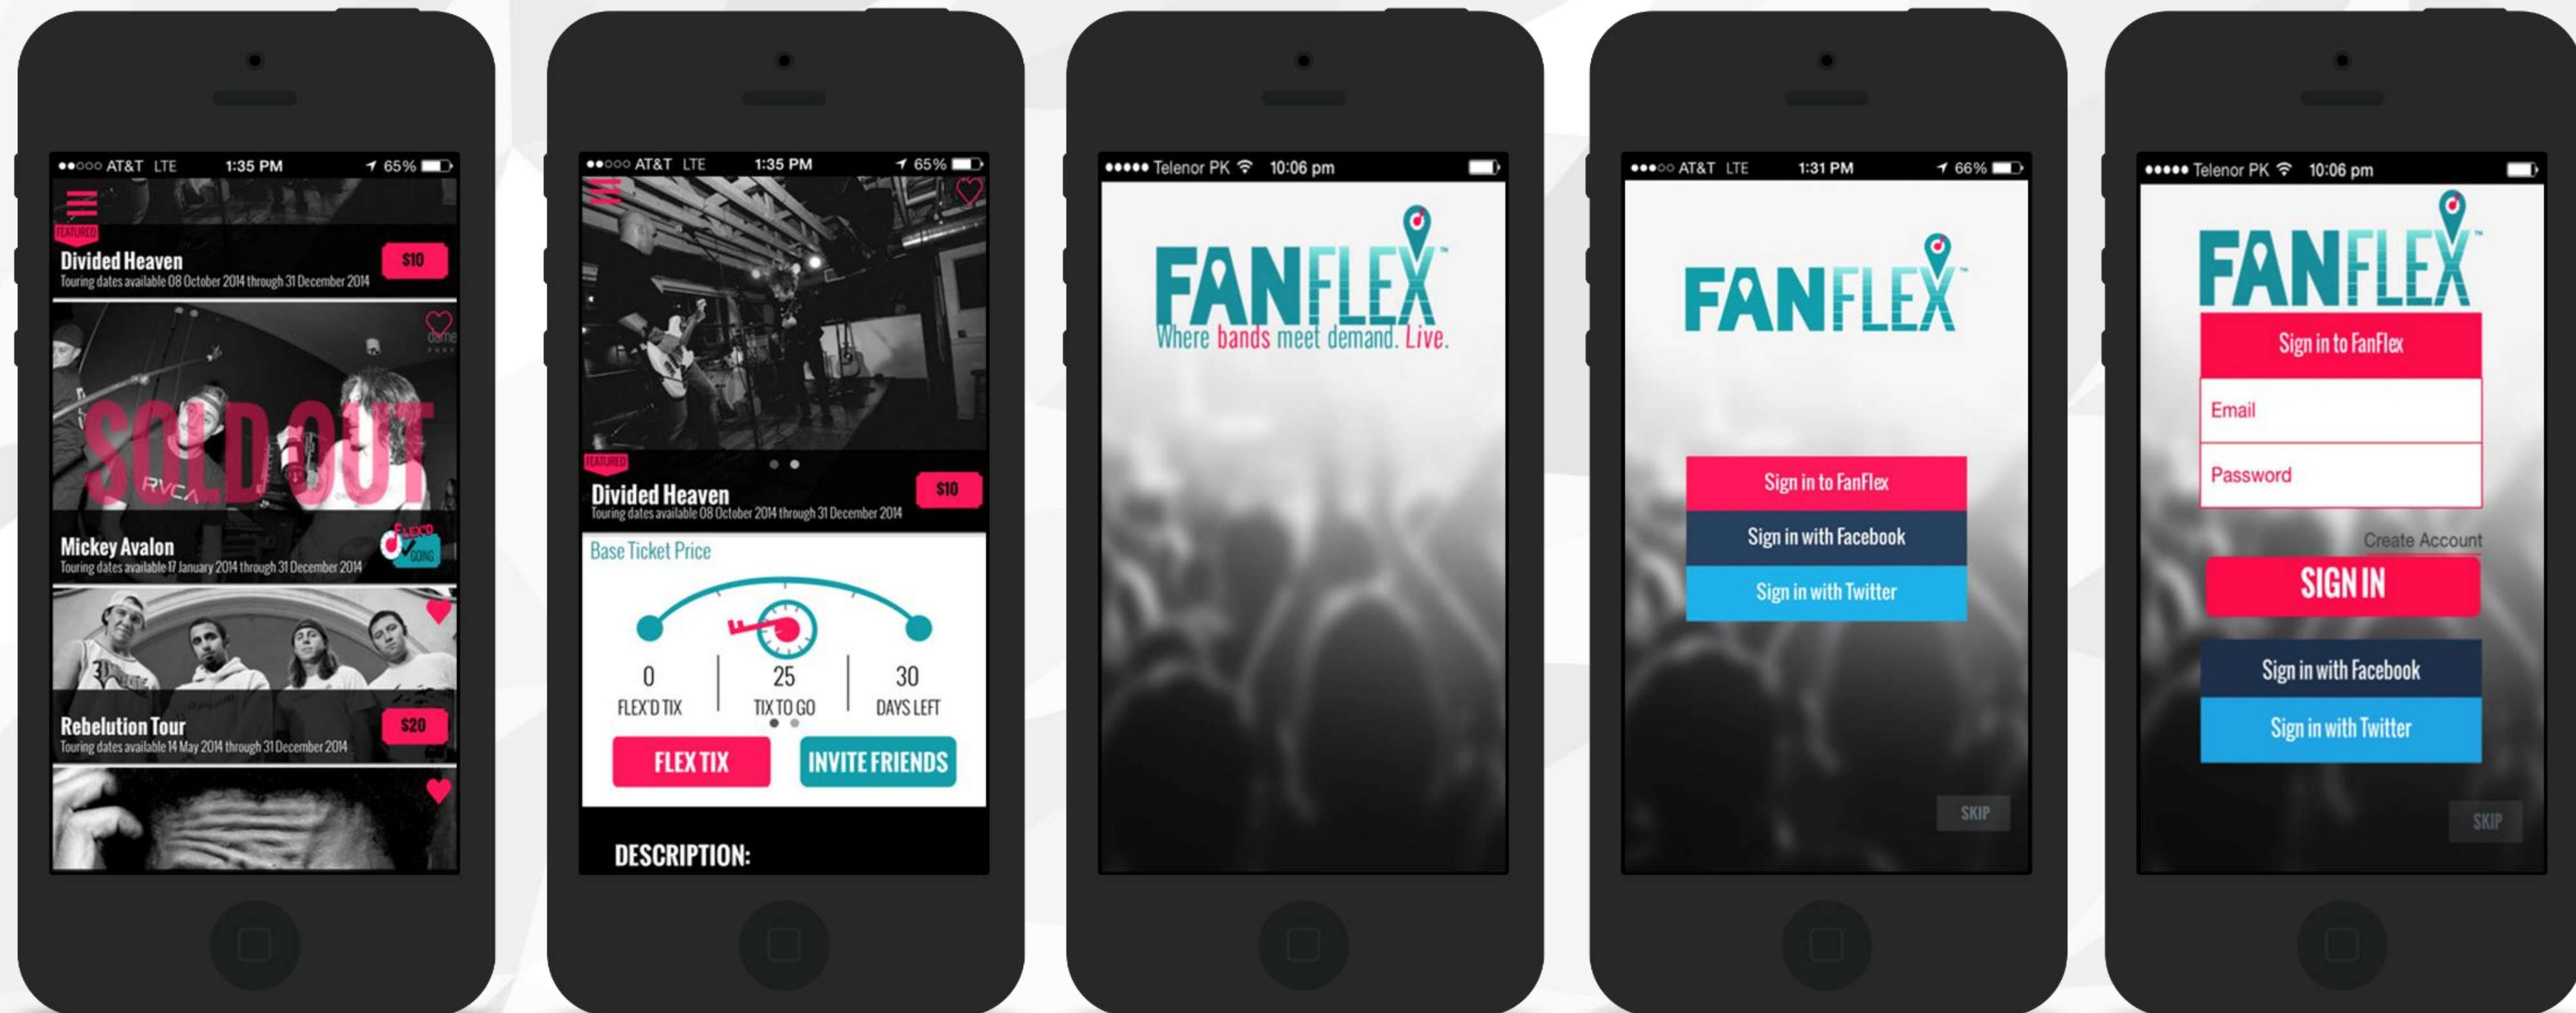 AT&T LTE 1:35 PM 65%
FEATURED
Divided Heaven
$10
Touring dates available 08 October 2014 through 31 December 2014
SOLD OUT
RVCA
FLEX'D
GOING
Mickey Avalon
Touring dates available 17 January 2014 through 31 December 2014
Rebelution Tour
$20
Touring dates available 14 May 2014 through 31 December 2014
AT&T LTE 1:35 PM 65%
FEATURED
Divided Heaven
$10
Touring dates available 08 October 2014 through 31 December 2014
Base Ticket Price
0 25 30
FLEX'D TIX TIX TO GO DAYS LEFT
FLEX TIX INVITE FRIENDS
DESCRIPTION:
Telenor PK 10:06 pm
FANFLEX™
Where bands meet demand. Live.
AT&T LTE 1:31 PM 66%
FANFLEX™
Sign in to FanFlex
Sign in with Facebook
Sign in with Twitter
SKIP
Telenor PK 10:06 pm
FANFLEX™
Sign in to FanFlex
Email
Password
Create Account
SIGN IN
Sign in with Facebook
Sign in with Twitter
SKIP